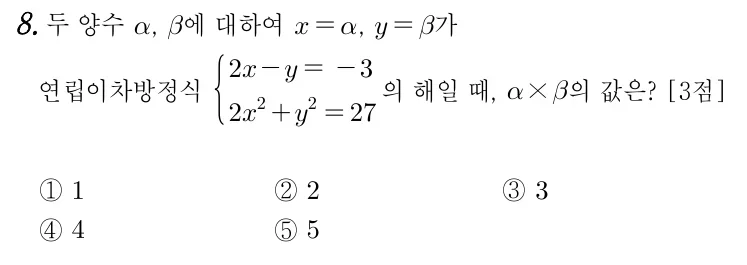 8. 두 양수 α, β에 대하여 x = α, y = β가
연립이차방정식 { 2x − y = −3
2x² + y² = 27 의 해일 때, α×β의 값은? [3점]
① 1 ② 2 ③ 3
④ 4 ⑤ 5